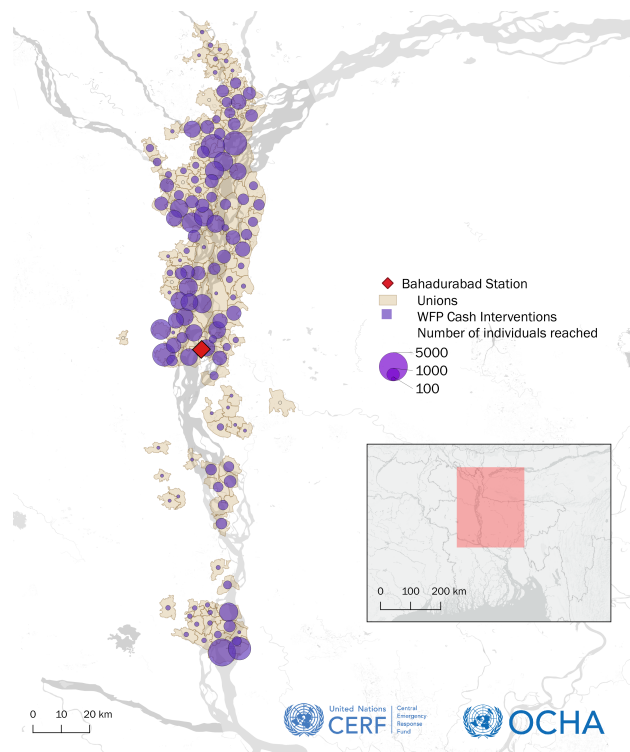 Bahadurabad Station
Unions
WFP Cash Interventions
Number of individuals reached
5000
1000
100
0 100 200 km
0 10 20 km
United Nations
CERF
Central
Emergency
Response
Fund
OCHA